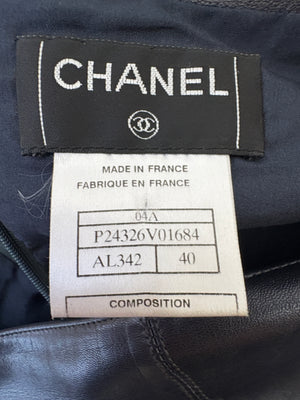 CHANEL
MADE IN FRANCE
FABRIQUE EN FRANCE
04A
P24326V01684
AL342 40
COMPOSITION